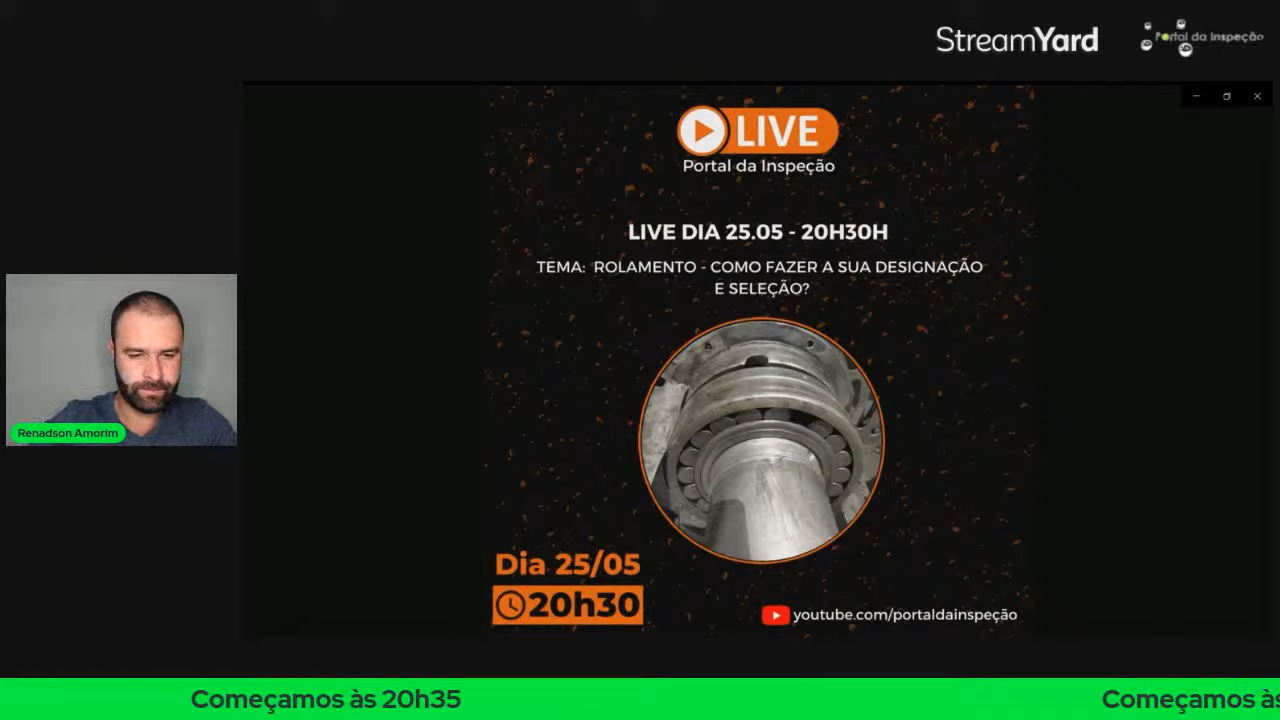 StreamYard
Portal da Inspeção
LIVE
Portal da Inspeção
LIVE DIA 25.05 - 20H30H
TEMA: ROLAMENTO - COMO FAZER A SUA DESIGNAÇÃO
E SELEÇÃO?
Renadson Amorim
Dia 25/05
20h30
youtube.com/portaldainspeção
Começamos às 20h35
Começamos às